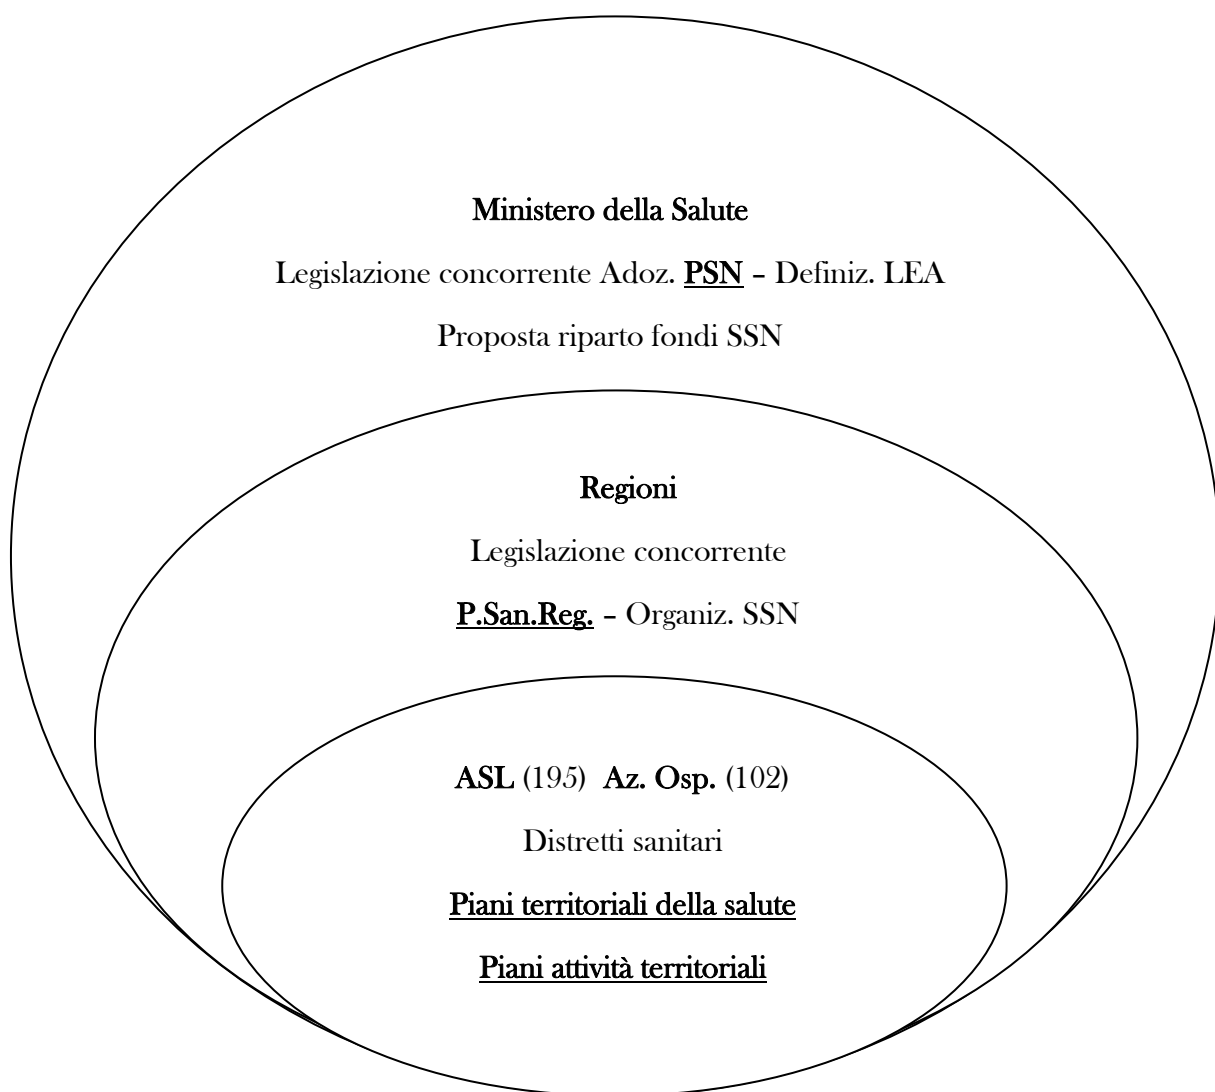 Ministero della Salute
Legislazione concorrente Adoz. PSN – Definiz. LEA
Proposta riparto fondi SSN
Regioni
Legislazione concorrente
P.San.Reg. – Organiz. SSN
ASL (195) Az. Osp. (102)
Distretti sanitari
Piani territoriali della salute
Piani attività territoriali